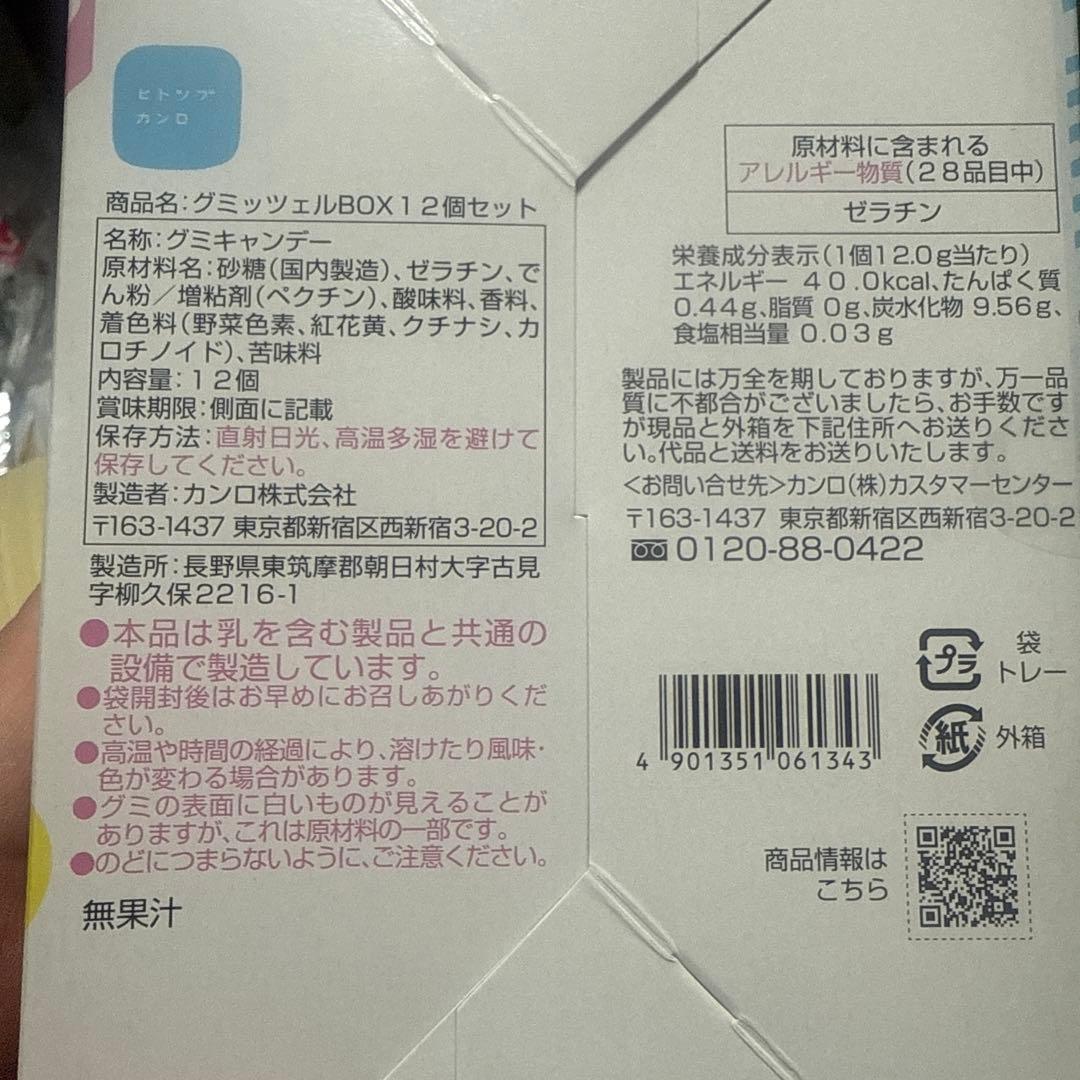 ヒトツブ
カンロ
商品名:グミッツェルBOX12個セット
名称:グミキャンデー
原材料名:砂糖(国内製造)、ゼラチン、で
ん粉/増粘剤(ペクチン)、酸味料、香料、
着色料(野菜色素、紅花黄、クチナシ、カ
ロチノイド)、苦味料
内容量:12個
賞味期限:側面に記載
保存方法:直射日光、高温多湿を避けて
保存してください。
製造者:カンロ株式会社
〒163-1437 東京都新宿区西新宿3-20-2
製造所:長野県東筑摩郡朝日村大字古見
字柳久保2216-1
●本品は乳を含む製品と共通の
設備で製造しています。
●袋開封後はお早めにお召しあがりくだ
さい。
●高温や時間の経過により、溶けたり風味・
色が変わる場合があります。
●グミの表面に白いものが見えることが
ありますが、これは原材料の一部です。
●のどにつまらないように、ご注意ください。
無果汁
原材料に含まれる
アレルギー物質(28品目中)
ゼラチン
栄養成分表示(1個12.0g当たり)
エネルギー 40.0kcal、たんぱく質
0.44g、脂質 0g、炭水化物 9.56g、
食塩相当量 0.03g
製品には万全を期しておりますが、万一品
質に不都合がございましたら、お手数です
が現品と外箱を下記住所へお送りくださ
い。代品と送料をお送りいたします。
<お問い合せ先>カンロ(株)カスタマーセンター
〒163-1437 東京都新宿区西新宿3-20-2
0120-88-0422
プラ
袋
トレー
紙
外箱
4 901351 061343
商品情報は
こちら